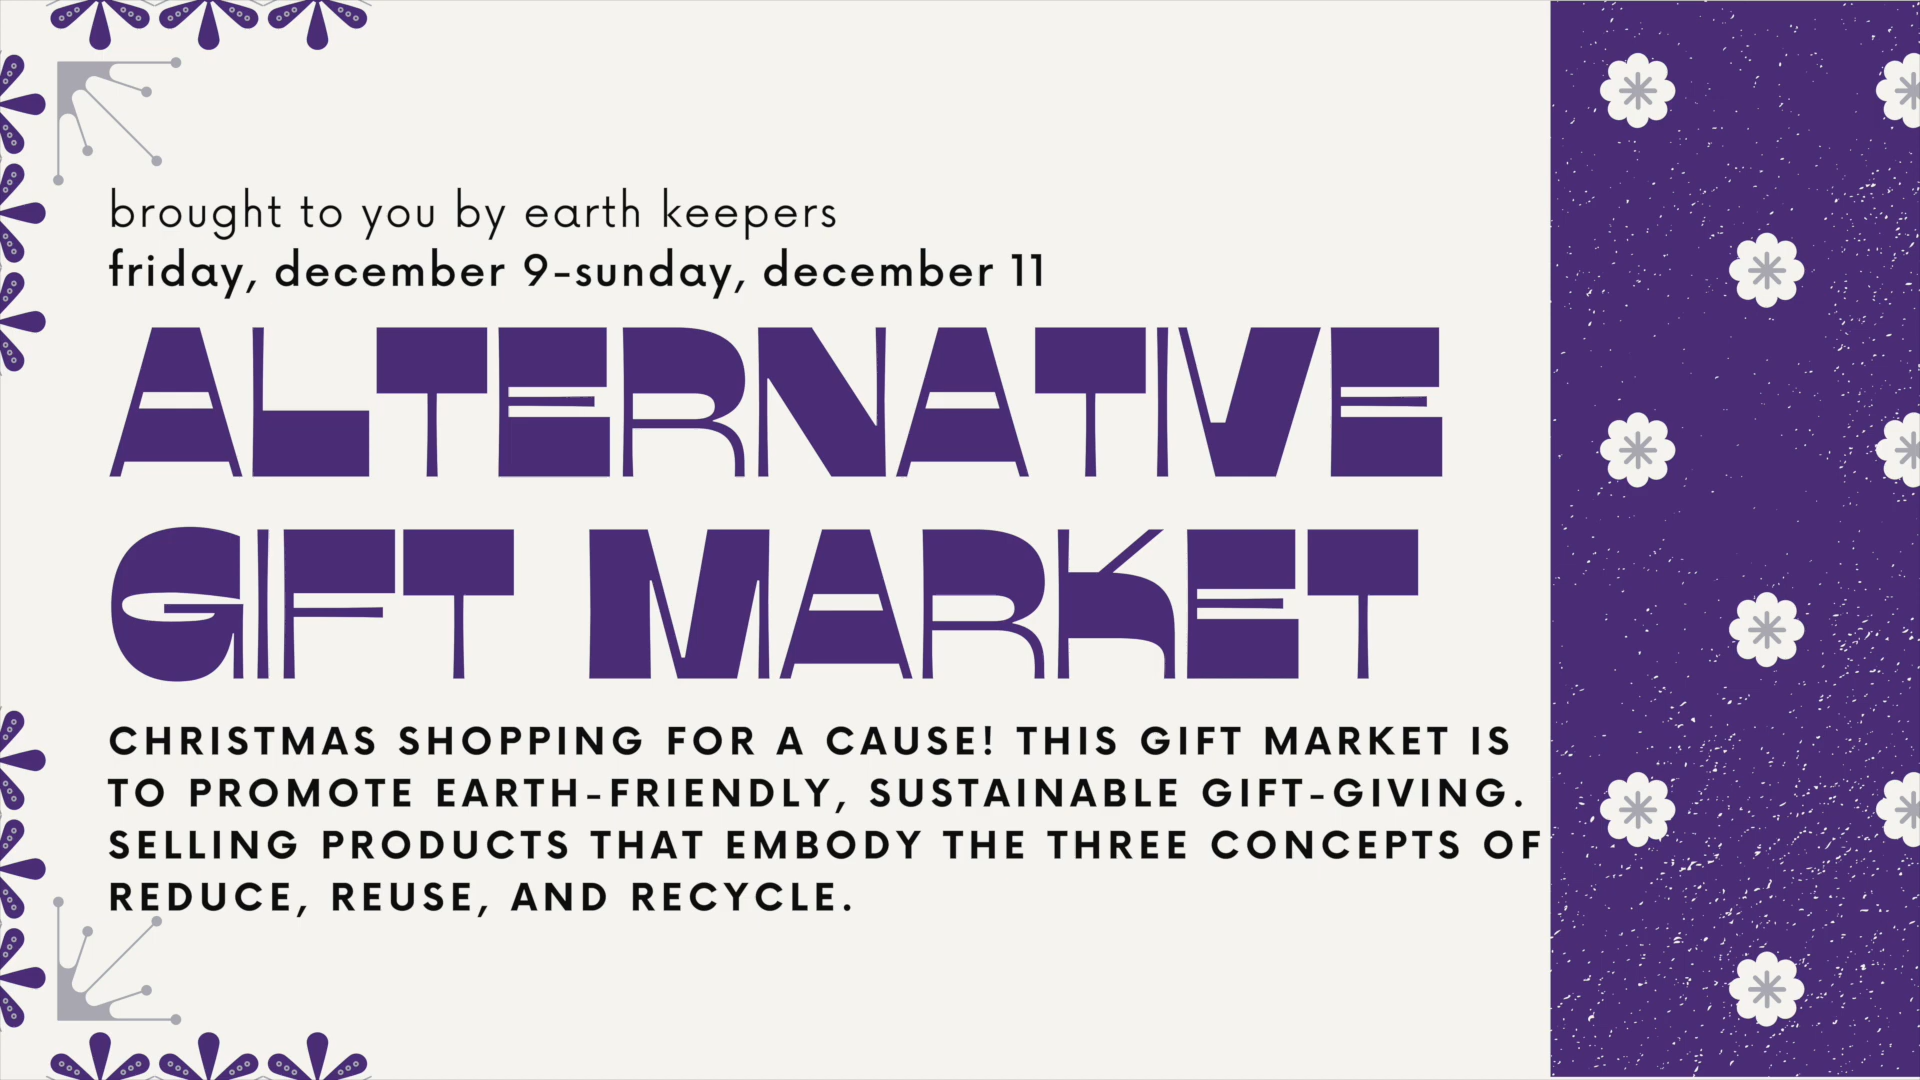 brought to you by earth keepers
friday, december 9-sunday, december 11
ALTERNATIVE
GIFT MARKET
CHRISTMAS SHOPPING FOR A CAUSE! THIS GIFT MARKET IS
TO PROMOTE EARTH-FRIENDLY, SUSTAINABLE GIFT-GIVING.
SELLING PRODUCTS THAT EMBODY THE THREE CONCEPTS OF
REDUCE, REUSE, AND RECYCLE.